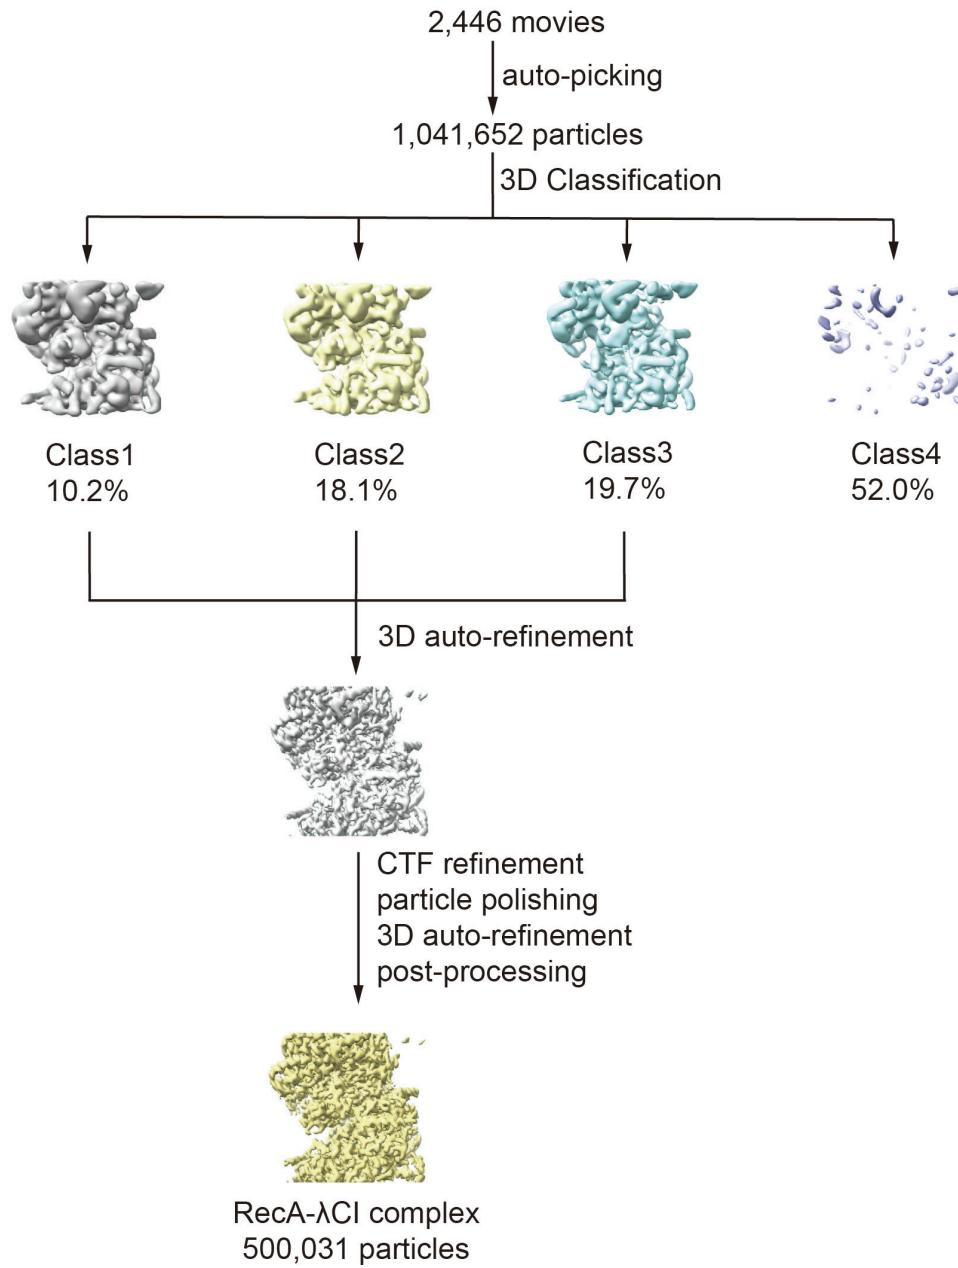 2,446 movies
auto-picking
1,041,652 particles
3D Classification
Class1
10.2%
Class2
18.1%
Class3
19.7%
Class4
52.0%
3D auto-refinement
CTF refinement
particle polishing
3D auto-refinement
post-processing
RecA-λCI complex
500,031 particles